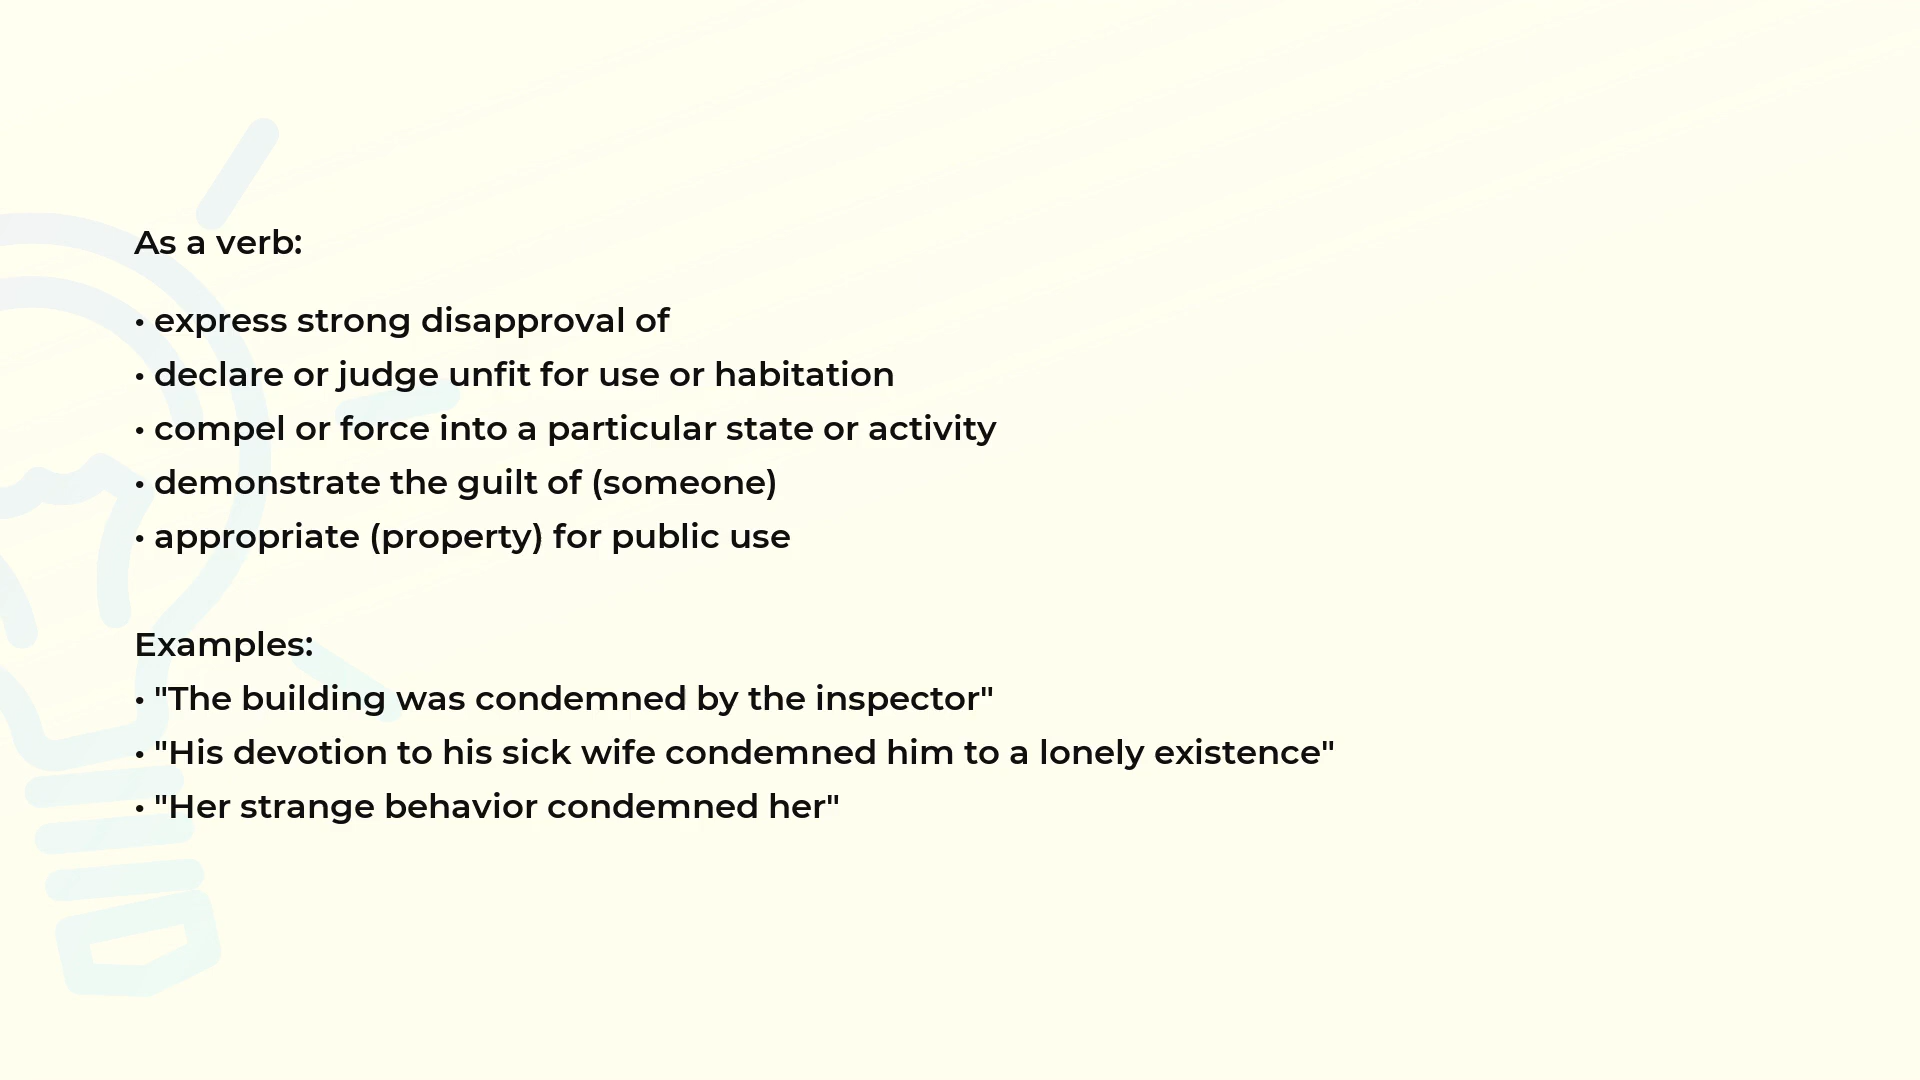 As a verb:
• express strong disapproval of
• declare or judge unfit for use or habitation
• compel or force into a particular state or activity
• demonstrate the guilt of (someone)
• appropriate (property) for public use
Examples:
• "The building was condemned by the inspector"
• "His devotion to his sick wife condemned him to a lonely existence"
• "Her strange behavior condemned her"